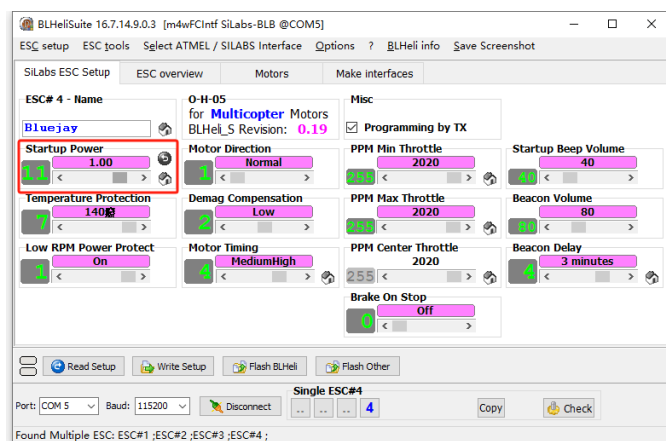 BLHeliSuite 16.7.14.9.0.3 [m4wFCIntf SiLabs-BLB @COM5]
ESC setup ESC tools Select ATMEL / SILABS Interface Options ? BLHeli info Save Screenshot
SiLabs ESC Setup ESC overview Motors Make interfaces
ESC# 4 - Name
Bluejay
O-H-05
for Multicopter Motors
BLHeli_S Revision: 0.19
Misc
Programming by TX
Startup Power
11 1.00
Motor Direction
1 Normal
PPM Min Throttle
255 2020
Startup Beep Volume
40 40
Temperature Protection
7 140
Demag Compensation
2 Low
PPM Max Throttle
255 2020
Beacon Volume
80 80
Low RPM Power Protect
1 On
Motor Timing
4 MediumHigh
PPM Center Throttle
255 2020
Beacon Delay
4 3 minutes
Brake On Stop
0 Off
Read Setup Write Setup Flash BLHeli Flash Other
Port: COM 5 Baud: 115200 Disconnect
Single ESC#4
.. .. .. 4
Copy Check
Found Multiple ESC: ESC#1 ;ESC#2 ;ESC#3 ;ESC#4 ;